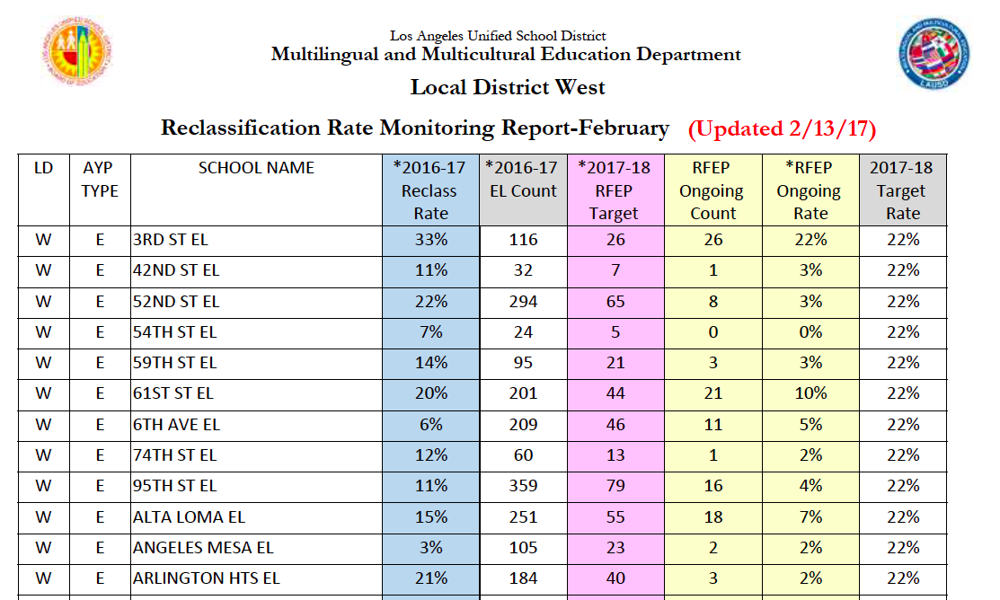 Los Angeles Unified School District
Multilingual and Multicultural Education Department
Local District West
Reclassification Rate Monitoring Report-February (Updated 2/13/17)
LD AYP TYPE SCHOOL NAME *2016-17 Reclass Rate *2016-17 EL Count *2017-18 RFEP Target RFEP Ongoing Count *RFEP Ongoing Rate 2017-18 Target Rate
W E 3RD ST EL 33% 116 26 26 22% 22%
W E 42ND ST EL 11% 32 7 1 3% 22%
W E 52ND ST EL 22% 294 65 8 3% 22%
W E 54TH ST EL 7% 24 5 0 0% 22%
W E 59TH ST EL 14% 95 21 3 3% 22%
W E 61ST ST EL 20% 201 44 21 10% 22%
W E 6TH AVE EL 6% 209 46 11 5% 22%
W E 74TH ST EL 12% 60 13 1 2% 22%
W E 95TH ST EL 11% 359 79 16 4% 22%
W E ALTA LOMA EL 15% 251 55 18 7% 22%
W E ANGELES MESA EL 3% 105 23 2 2% 22%
W E ARLINGTON HTS EL 21% 184 40 3 2% 22%
LAUSD